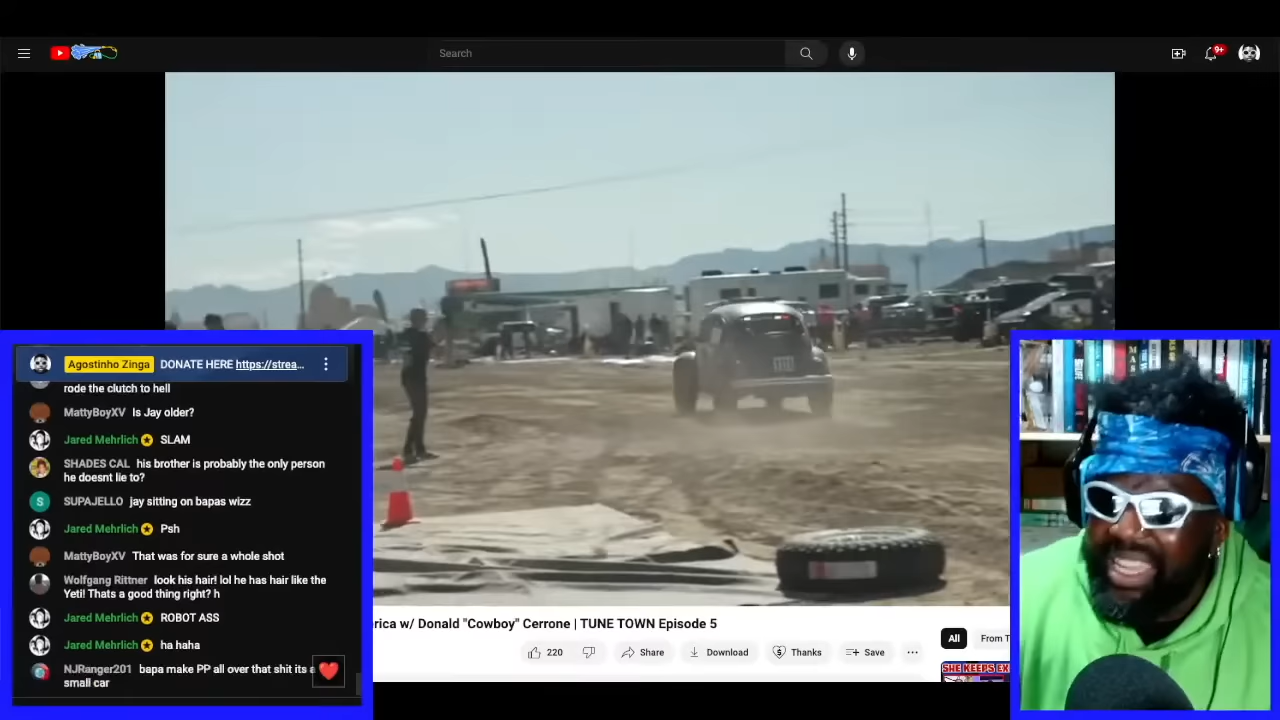 Search
9+
Agostinho Zinga DONATE HERE https://strea...
rode the clutch to hell
MattyBoyXV Is Jay older?
Jared Mehrlich SLAM
SHADES CAL his brother is probably the only person
he doesnt lie to?
S SUPAJELLO jay sitting on bapas wizz
Jared Mehrlich Psh
MattyBoyXV That was for sure a whole shot
Wolfgang Rittner look his hair! lol he has hair like the
Yeti! Thats a good thing right? h
Jared Mehrlich ROBOT ASS
Jared Mehrlich ha haha
NJRanger201 bapa make PP all over that shit its a
small car
rica w/ Donald "Cowboy" Cerrone | TUNE TOWN Episode 5
220 Share Download Thanks Save
All From T
SHE KEEPS EX